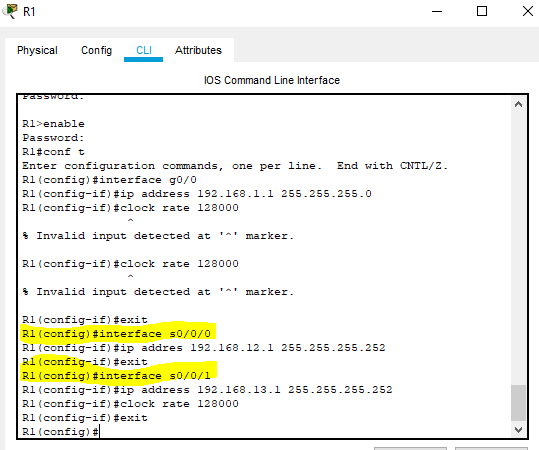 R1
Physical Config CLI Attributes
IOS Command Line Interface
Password:
R1>enable
Password:
R1#conf t
Enter configuration commands, one per line. End with CNTL/Z.
R1(config)#interface g0/0
R1(config-if)#ip address 192.168.1.1 255.255.255.0
R1(config-if)#clock rate 128000
^
% Invalid input detected at '^' marker.
R1(config-if)#clock rate 128000
^
% Invalid input detected at '^' marker.
R1(config-if)#exit
R1(config)#interface s0/0/0
R1(config-if)#ip addres 192.168.12.1 255.255.255.252
R1(config-if)#exit
R1(config)#interface s0/0/1
R1(config-if)#ip address 192.168.13.1 255.255.255.252
R1(config-if)#clock rate 128000
R1(config-if)#exit
R1(config)#